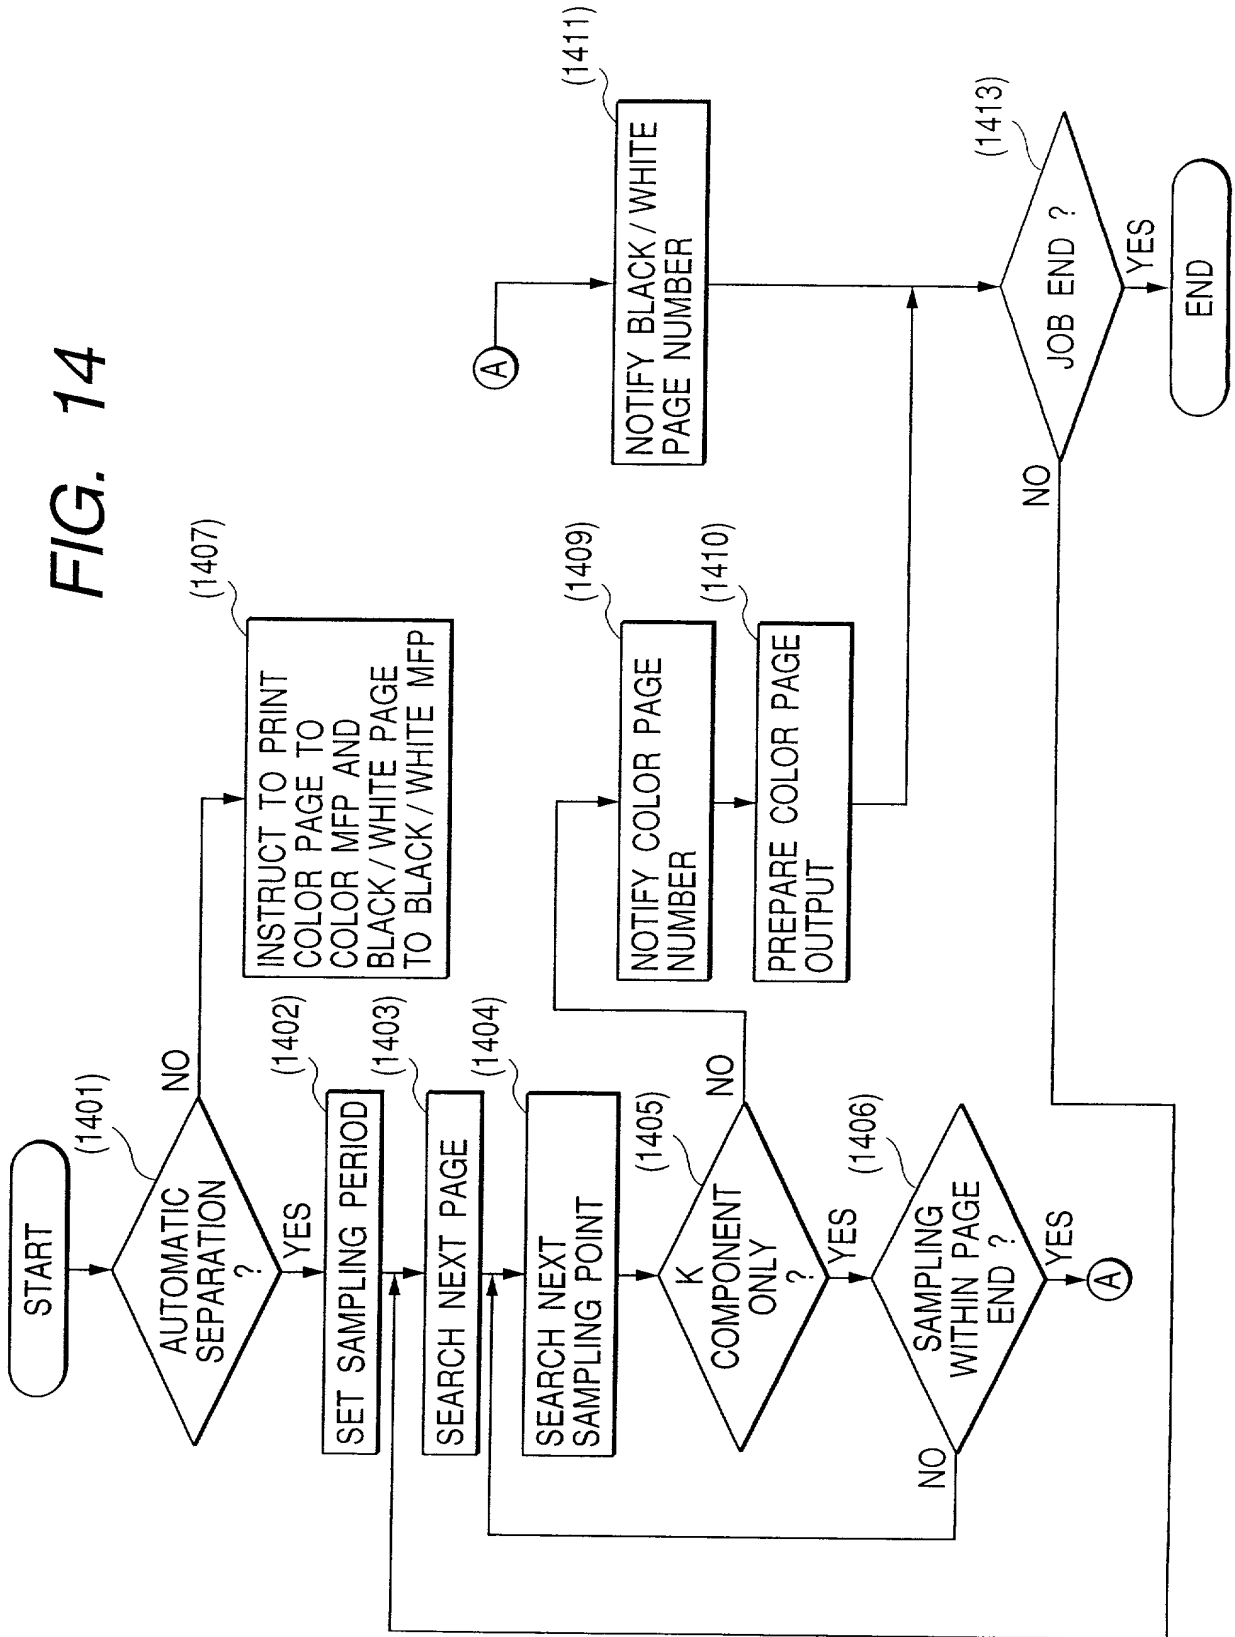 FIG. 14
START
(1401)
AUTOMATIC
SEPARATION
?
NO
YES
(1407)
INSTRUCT TO PRINT
COLOR PAGE TO
COLOR MFP AND
BLACK/WHITE PAGE
TO BLACK/WHITE MFP
(1402)
SET SAMPLING PERIOD
(1403)
SEARCH NEXT PAGE
(1404)
SEARCH NEXT
SAMPLING POINT
(1405)
K
COMPONENT
ONLY
?
NO
YES
(1406)
SAMPLING
WITHIN PAGE
END ?
NO
YES
A
(1409)
NOTIFY COLOR PAGE
NUMBER
(1410)
PREPARE COLOR PAGE
OUTPUT
A
(1411)
NOTIFY BLACK/WHITE
PAGE NUMBER
(1413)
JOB END ?
NO
YES
END